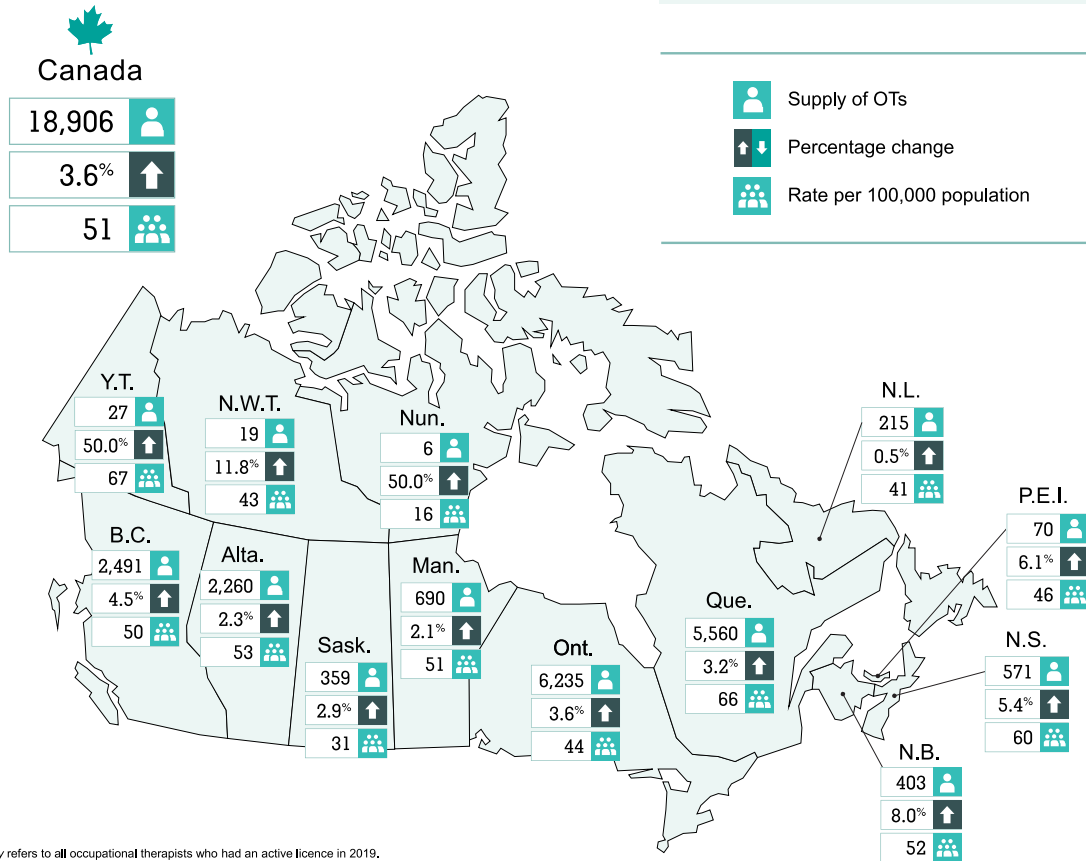 Canada
18,906
3.6%
51
Supply of OTs
Percentage change
Rate per 100,000 population
Y.T.
27
50.0%
67
N.W.T.
19
11.8%
43
Nun.
6
50.0%
16
N.L.
215
0.5%
41
P.E.I.
70
6.1%
46
B.C.
2,491
4.5%
50
Alta.
2,260
2.3%
53
Sask.
359
2.9%
31
Man.
690
2.1%
51
Ont.
6,235
3.6%
44
Que.
5,560
3.2%
66
N.S.
571
5.4%
60
N.B.
403
8.0%
52
refers to all occupational therapists who had an active licence in 2019.